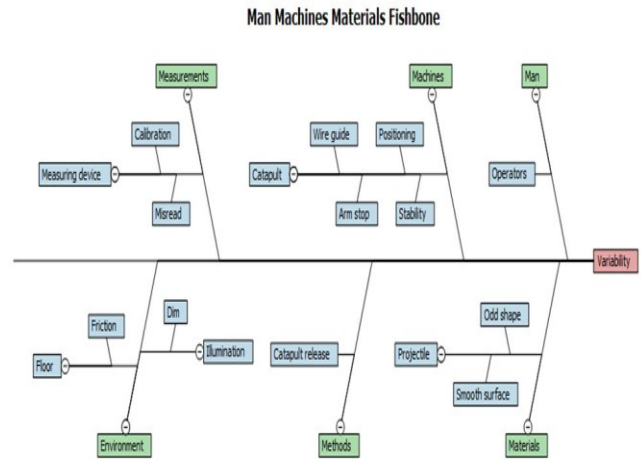 Man Machines Materials Fishbone
Measurements
Machines
Man
Calibration
Wire guide
Positioning
Measuring device
Catapult
Operators
Misread
Arm stop
Stability
Variability
Friction
Dim
Odd shape
Floor
Illumination
Catapult release
Projectile
Smooth surface
Environment
Methods
Materials